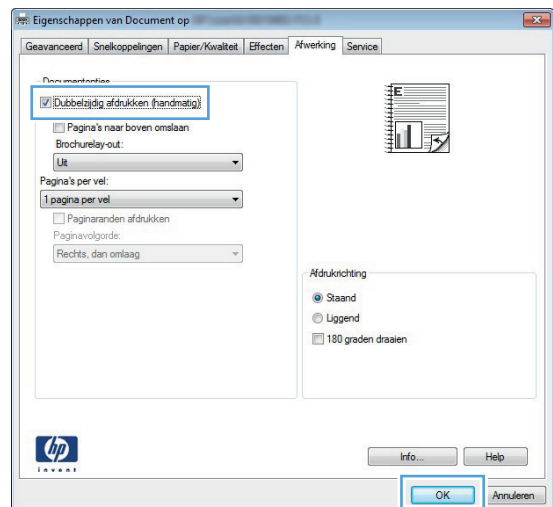 Eigenschappen van Document op
Geavanceerd Snelkoppelingen Papier/Kwaliteit Effecten Afwerking Service
Documentopties
Dubbelzijdig afdrukken (handmatig)
Pagina's naar boven omslaan
Brochurelay-out:
Uit
Pagina's per vel:
1 pagina per vel
Paginaranden afdrukken
Paginavolgorde:
Rechts, dan omlaag
E
Afdrukrichting
Staand
Liggend
180 graden draaien
hp
invent
Info... Help
OK Annuleren